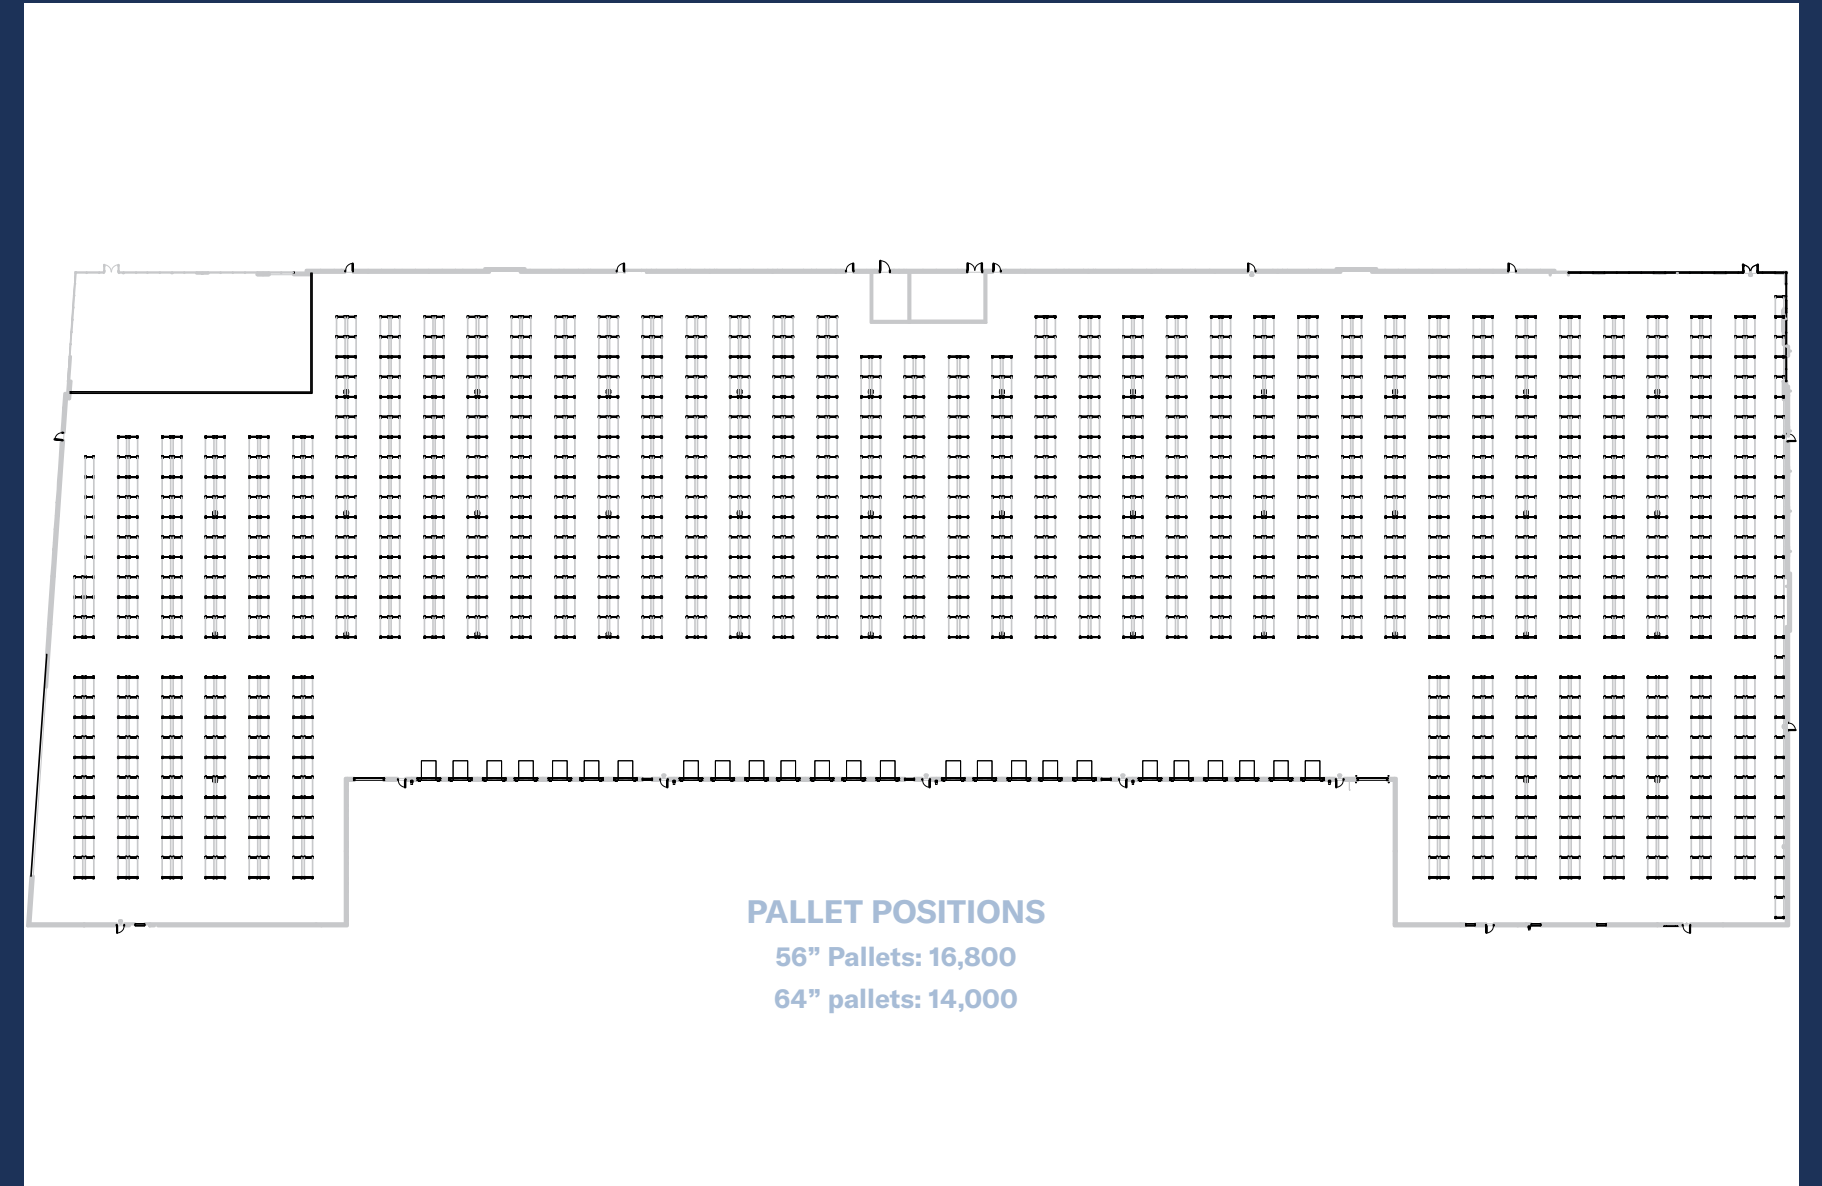 PALLET POSITIONS
56” Pallets: 16,800
64” pallets: 14,000